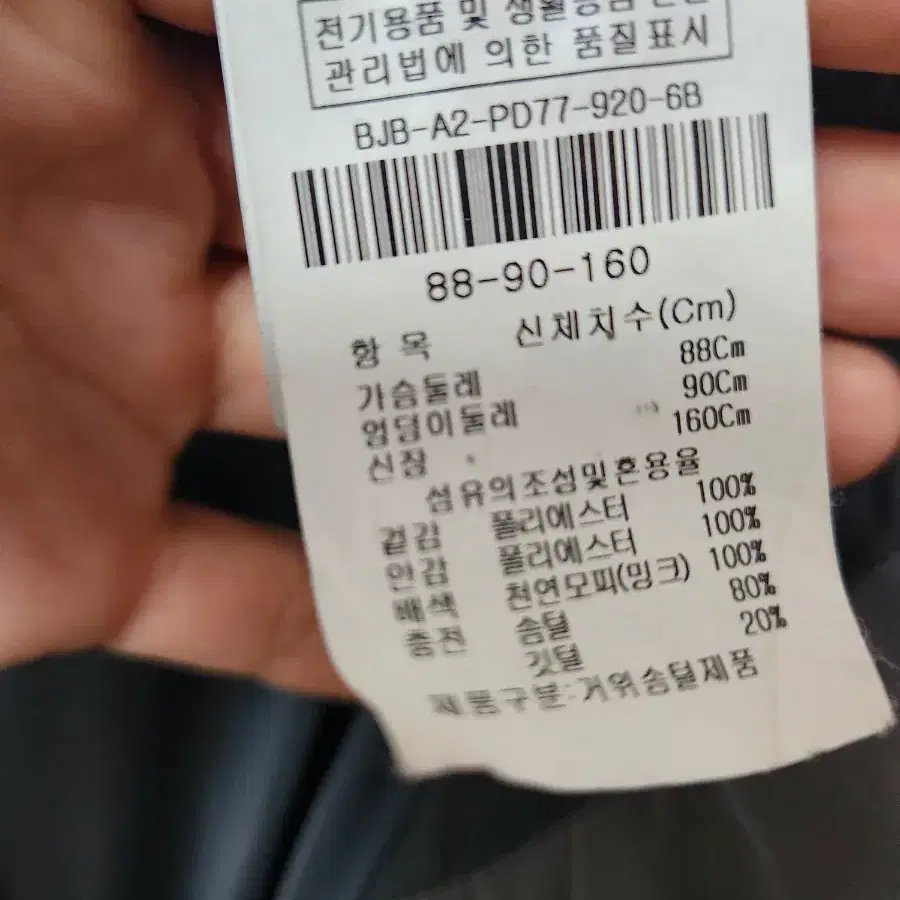 전기용품 및 생활용품 안전
관리법에 의한 품질표시
BJB-A2-PD77-920-6B
88-90-160
항 목 신체치수(Cm)
가슴둘레 88Cm
엉덩이둘레 90Cm
신장 160Cm
섬유의조성및혼용율
겉감 폴리에스터 100%
안감 폴리에스터 100%
배색 천연모피(밍크) 100%
충전 솜털 80%
깃털 20%
제품구분:거위솜털제품